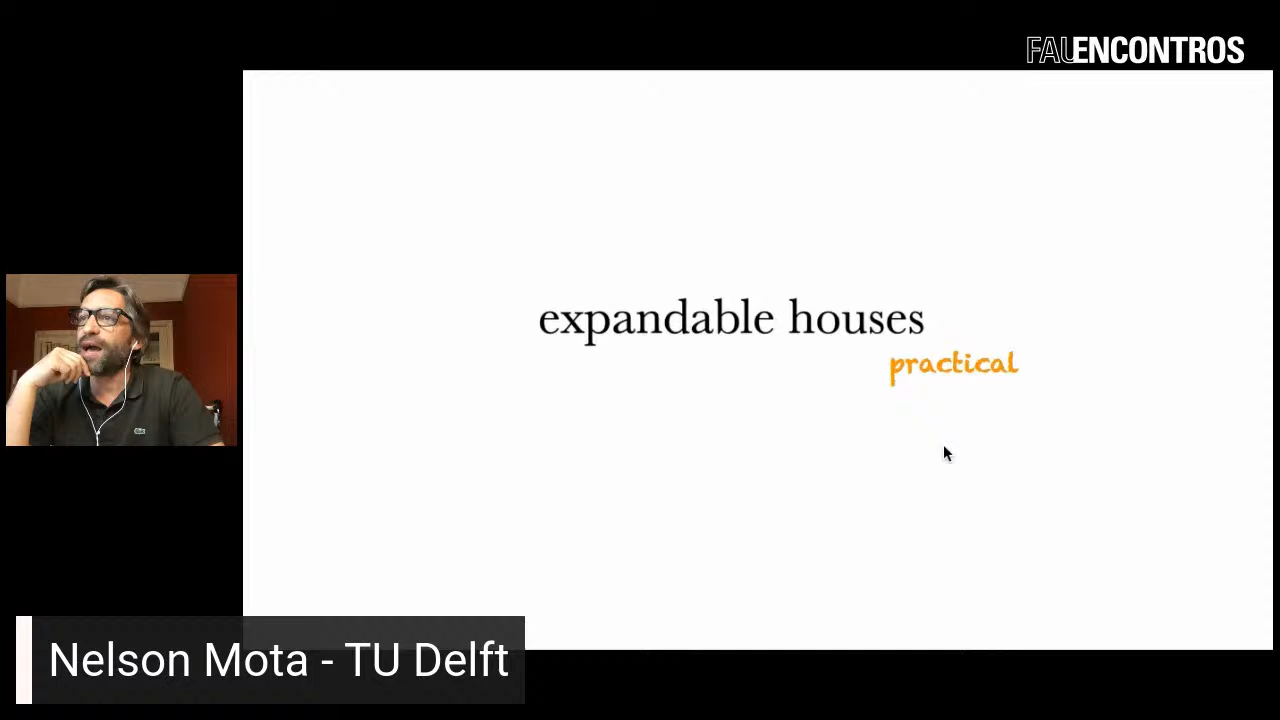 FAUENCONTROS
expandable houses
practical
Nelson Mota - TU Delft